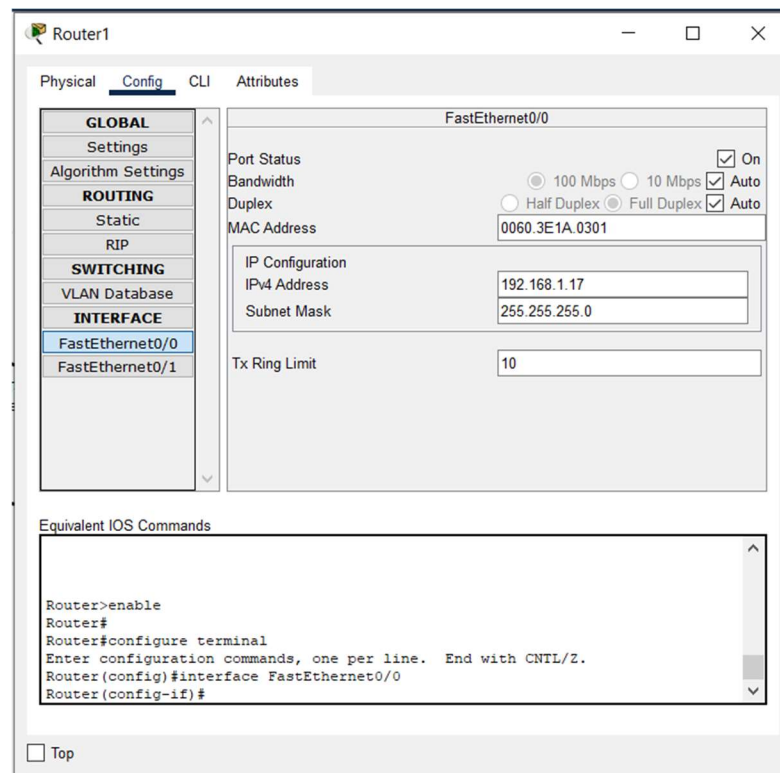 Router1
Physical Config CLI Attributes
GLOBAL
Settings
Algorithm Settings
ROUTING
Static
RIP
SWITCHING
VLAN Database
INTERFACE
FastEthernet0/0
FastEthernet0/1
FastEthernet0/0
Port Status On
Bandwidth 100 Mbps 10 Mbps Auto
Duplex Half Duplex Full Duplex Auto
MAC Address 0060.3E1A.0301
IP Configuration
IPv4 Address 192.168.1.17
Subnet Mask 255.255.255.0
Tx Ring Limit 10
Equivalent IOS Commands
Router>enable
Router#
Router#configure terminal
Enter configuration commands, one per line.  End with CNTL/Z.
Router(config)#interface FastEthernet0/0
Router(config-if)#
Top